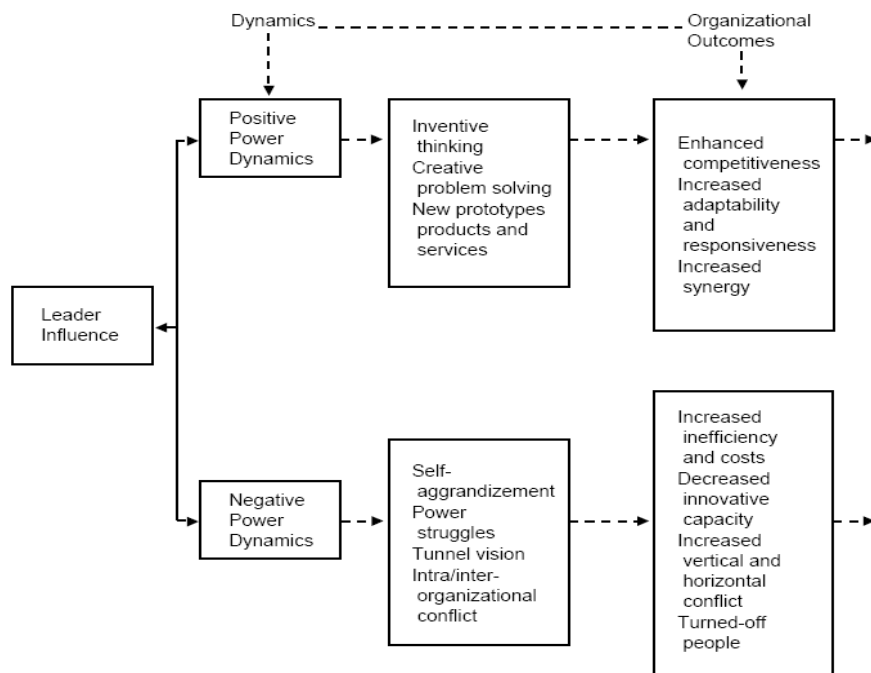 Dynamics
Organizational
Outcomes
Positive
Power
Dynamics
Inventive
thinking
Creative
problem solving
New prototypes
products and
services
Enhanced
competitiveness
Increased
adaptability
and
responsiveness
Increased
synergy
Leader
Influence
Negative
Power
Dynamics
Self-
aggrandizement
Power
struggles
Tunnel vision
Intra/inter-
organizational
conflict
Increased
inefficiency
and costs
Decreased
innovative
capacity
Increased
vertical and
horizontal
conflict
Turned-off
people